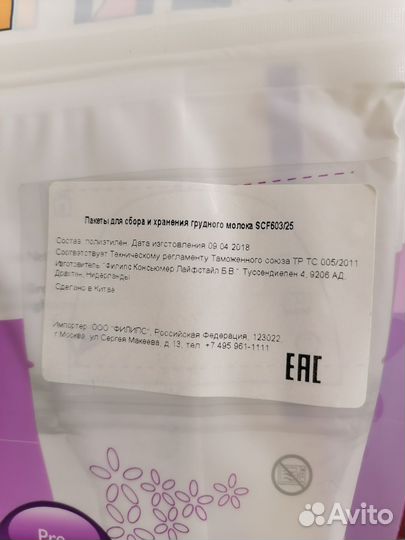 Пакеты для сбора и хранения грудного молока SCF603/25
Состав: полиэтилен. Дата изготовления 09.04.2018
Соответствует Техническому регламенту Таможенного союза ТР ТС 005/2011
Изготовитель: "Филипс Консьюмер Лайфстайл Б.В." Туссендиепен 4, 9206 АД,
Драхтен, Нидерланды
Сделано в Китае
Импортер: ООО "ФИЛИПС", Российская Федерация, 123022,
г.Москва, ул.Сергея Макеева, д.13, тел. +7 495 961-1111
EAC
Pro
Avito